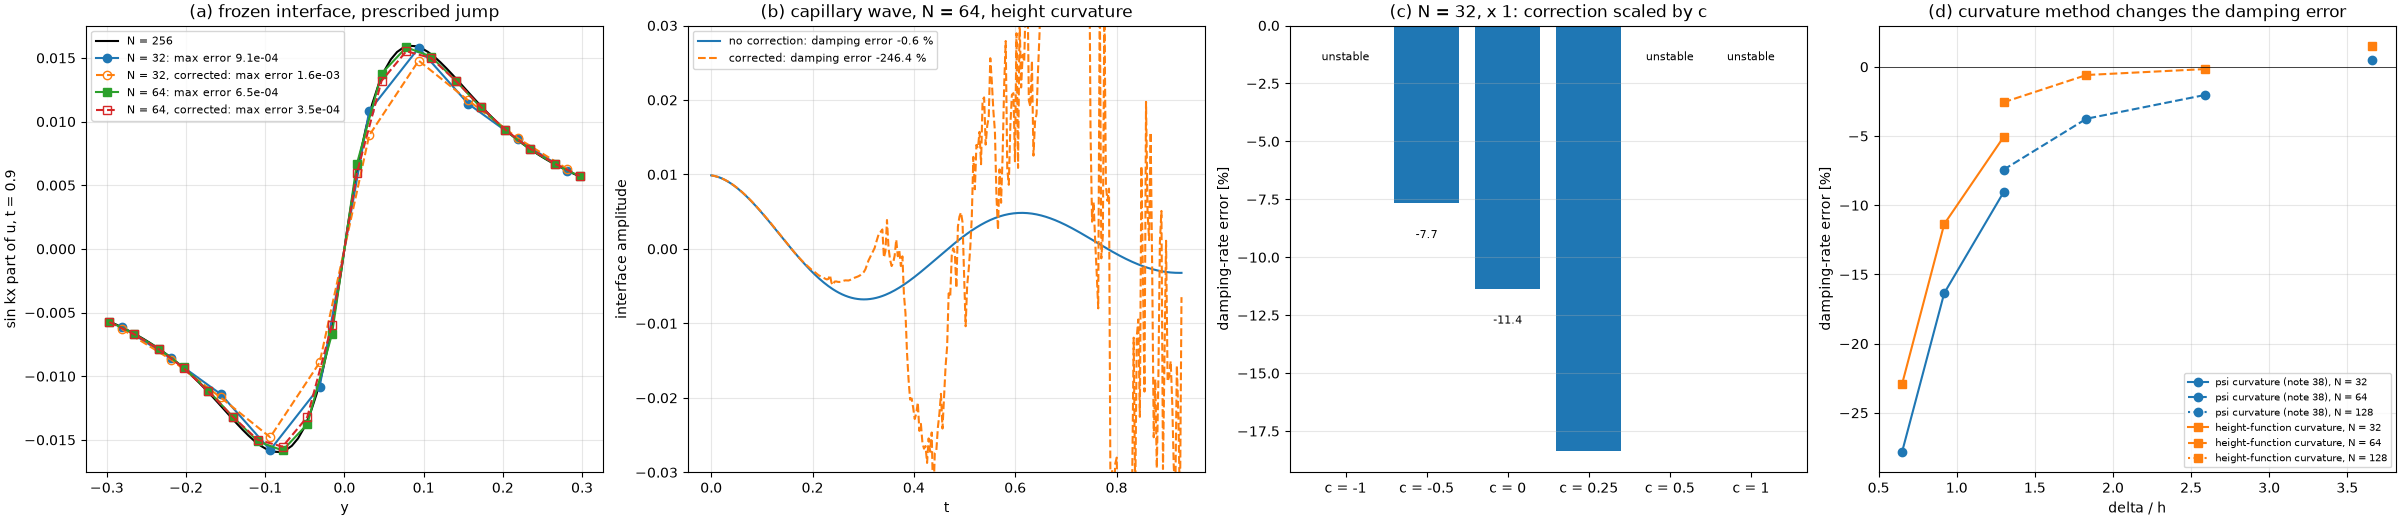 (a) frozen interface, prescribed jump
sin kx part of u, t = 0.9
0.015
0.010
0.005
0.000
−0.005
−0.010
−0.015
N = 256
N = 32: max error 9.1e-04
N = 32, corrected: max error 1.6e-03
N = 64: max error 6.5e-04
N = 64, corrected: max error 3.5e-04
−0.3
−0.2
−0.1
0.0
0.1
0.2
0.3
y
(b) capillary wave, N = 64, height curvature
interface amplitude
0.03
0.02
0.01
0.00
−0.01
−0.02
−0.03
no correction: damping error -0.6 %
corrected: damping error -246.4 %
0.0
0.2
0.4
0.6
0.8
t
(c) N = 32, x 1: correction scaled by c
damping-rate error [%]
0.0
−2.5
−5.0
−7.5
−10.0
−12.5
−15.0
−17.5
unstable
-7.7
-11.4
unstable
unstable
c = -1
c = -0.5
c = 0
c = 0.25
c = 0.5
c = 1
(d) curvature method changes the damping error
damping-rate error [%]
0
−5
−10
−15
−20
−25
psi curvature (note 38), N = 32
psi curvature (note 38), N = 64
psi curvature (note 38), N = 128
height-function curvature, N = 32
height-function curvature, N = 64
height-function curvature, N = 128
0.5
1.0
1.5
2.0
2.5
3.0
3.5
delta / h